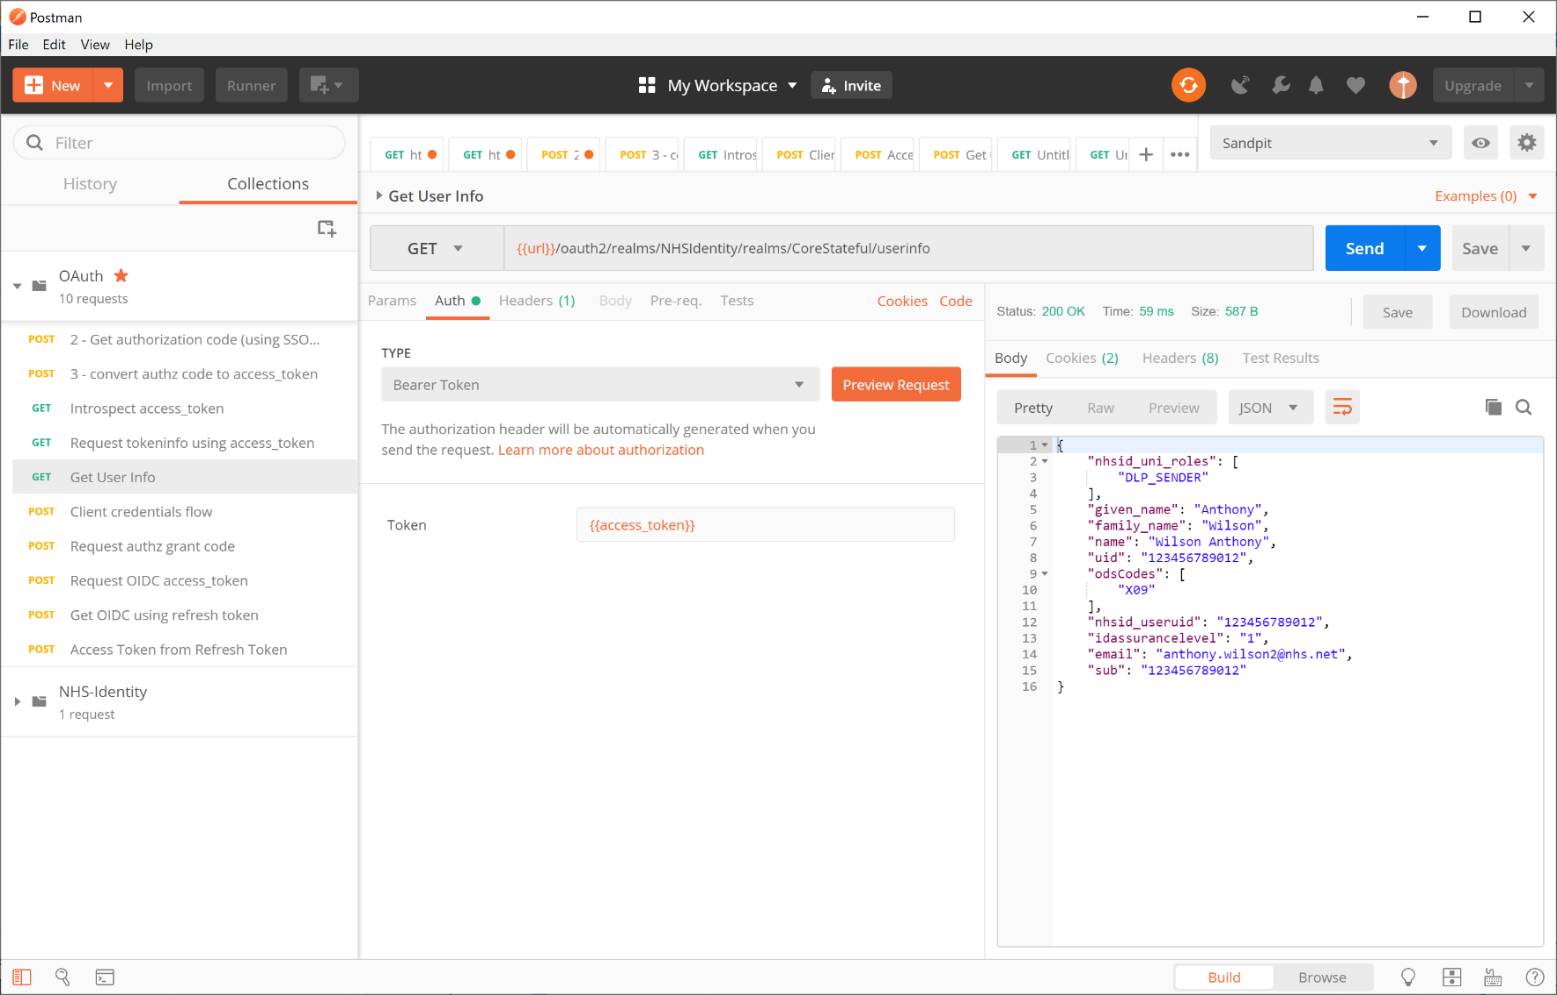 Postman
File Edit View Help
New Import Runner My Workspace Invite Upgrade
Filter
History Collections
OAuth
10 requests
POST 2 - Get authorization code (using SSO...
POST 3 - convert authz code to access_token
GET Introspect access_token
GET Request tokeninfo using access_token
GET Get User Info
POST Client credentials flow
POST Request authz grant code
POST Request OIDC access_token
POST Get OIDC using refresh token
POST Access Token from Refresh Token
NHS-Identity
1 request
GET ht GET ht POST 2 POST 3 - c GET Intros POST Clier POST Acce POST Get GET Untitl GET Un
Sandpit
Get User Info
Examples (0)
GET {{url}}/oauth2/realms/NHSIdentity/realms/CoreStateful/userinfo Send Save
Params Auth Headers (1) Body Pre-req. Tests Cookies Code
TYPE
Bearer Token Preview Request
The authorization header will be automatically generated when you
send the request. Learn more about authorization
Token {{access_token}}
Status: 200 OK Time: 59 ms Size: 587 B Save Download
Body Cookies (2) Headers (8) Test Results
Pretty Raw Preview JSON
1 {
2 "nhsid_uni_roles": [
3 "DLP_SENDER"
4 ],
5 "given_name": "Anthony",
6 "family_name": "Wilson",
7 "name": "Wilson Anthony",
8 "uid": "123456789012",
9 "odsCodes": [
10 "X09"
11 ],
12 "nhsid_useruid": "123456789012",
13 "idassurancelevel": "1",
14 "email": "anthony.wilson2@nhs.net",
15 "sub": "123456789012"
16 }
Build Browse